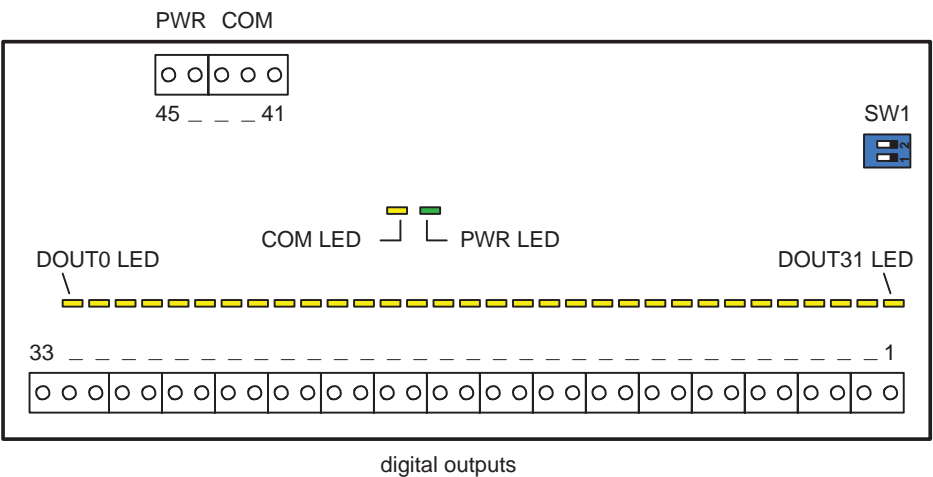 PWR COM
45 _ _ _ 41
SW1
1 2
COM LED PWR LED
DOUT0 LED DOUT31 LED
33 _ _ _ _ _ _ _ _ _ _ _ _ _ _ _ _ _ _ _ _ _ _ _ _ _ _ _ _ _ _ _ 1
digital outputs